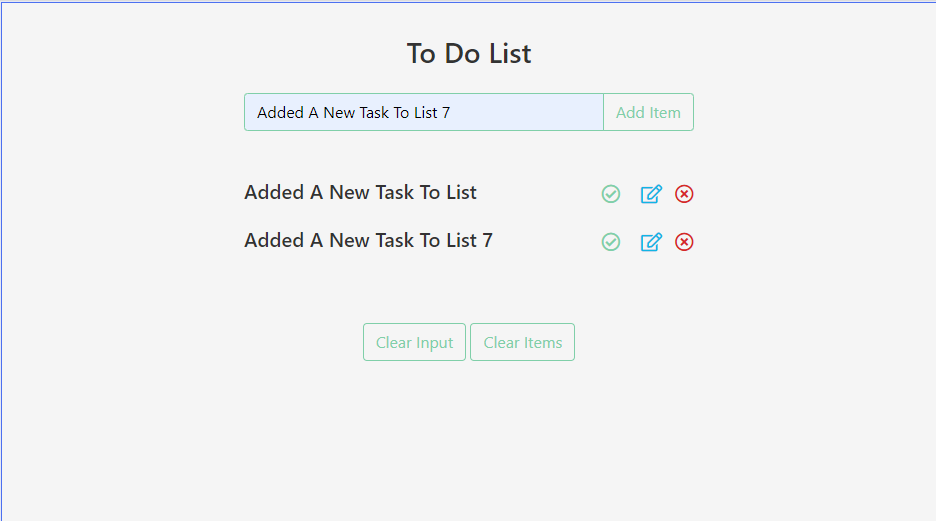 To Do List
Added A New Task To List 7 Add Item
Added A New Task To List
Added A New Task To List 7
Clear Input Clear Items